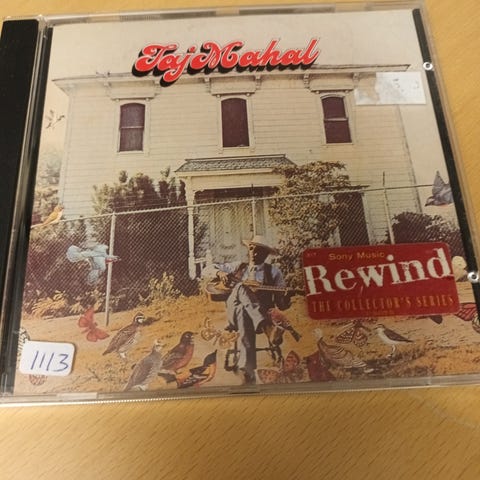 Taj Mahal
Sony Music
Rewind
THE COLLECTOR'S SERIES
1113